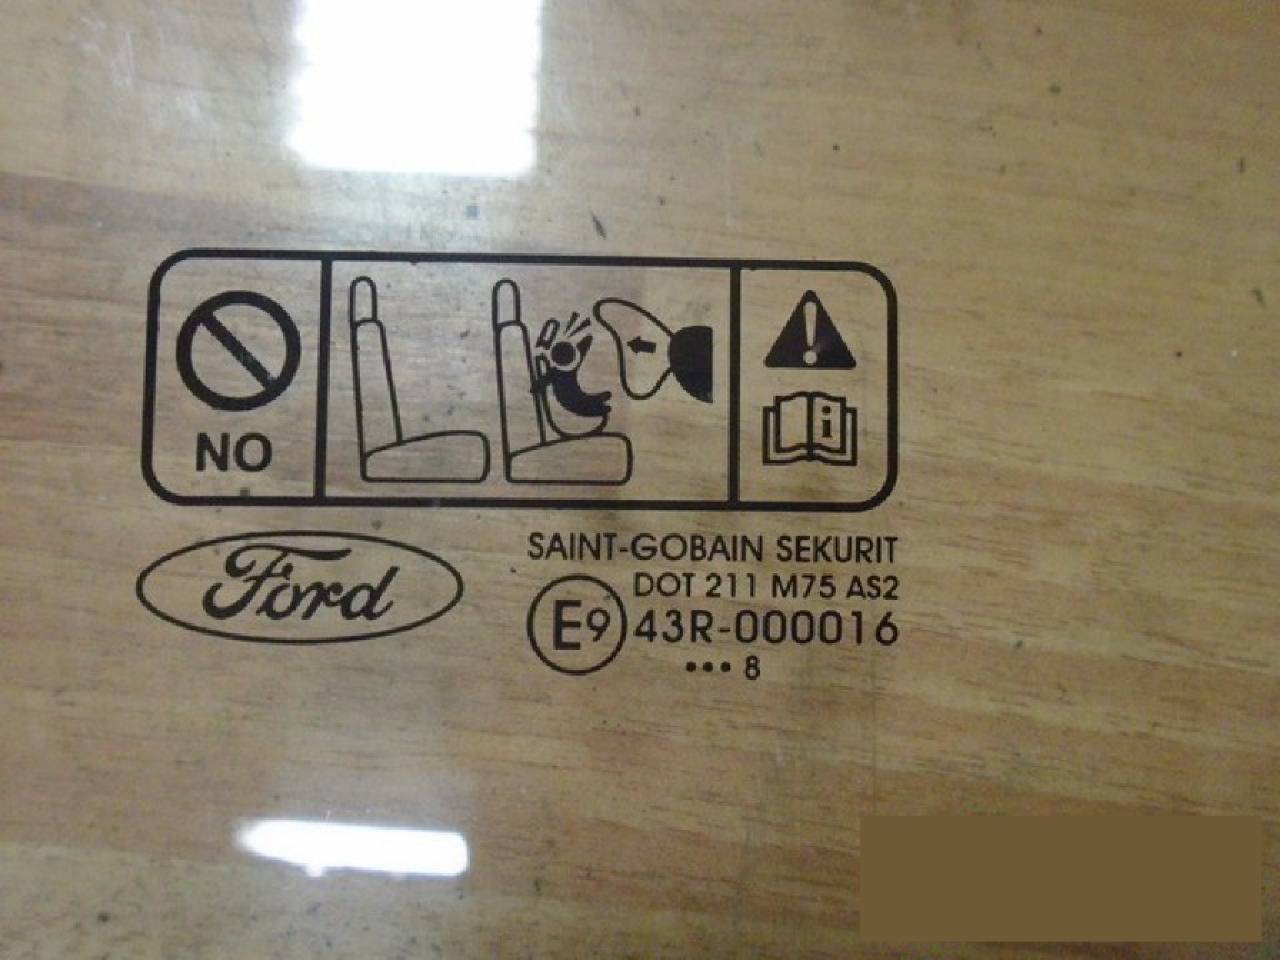 NO
i
Ford
SAINT-GOBAIN SEKURIT
DOT 211 M75 AS2
E9 43R-000016
••• 8